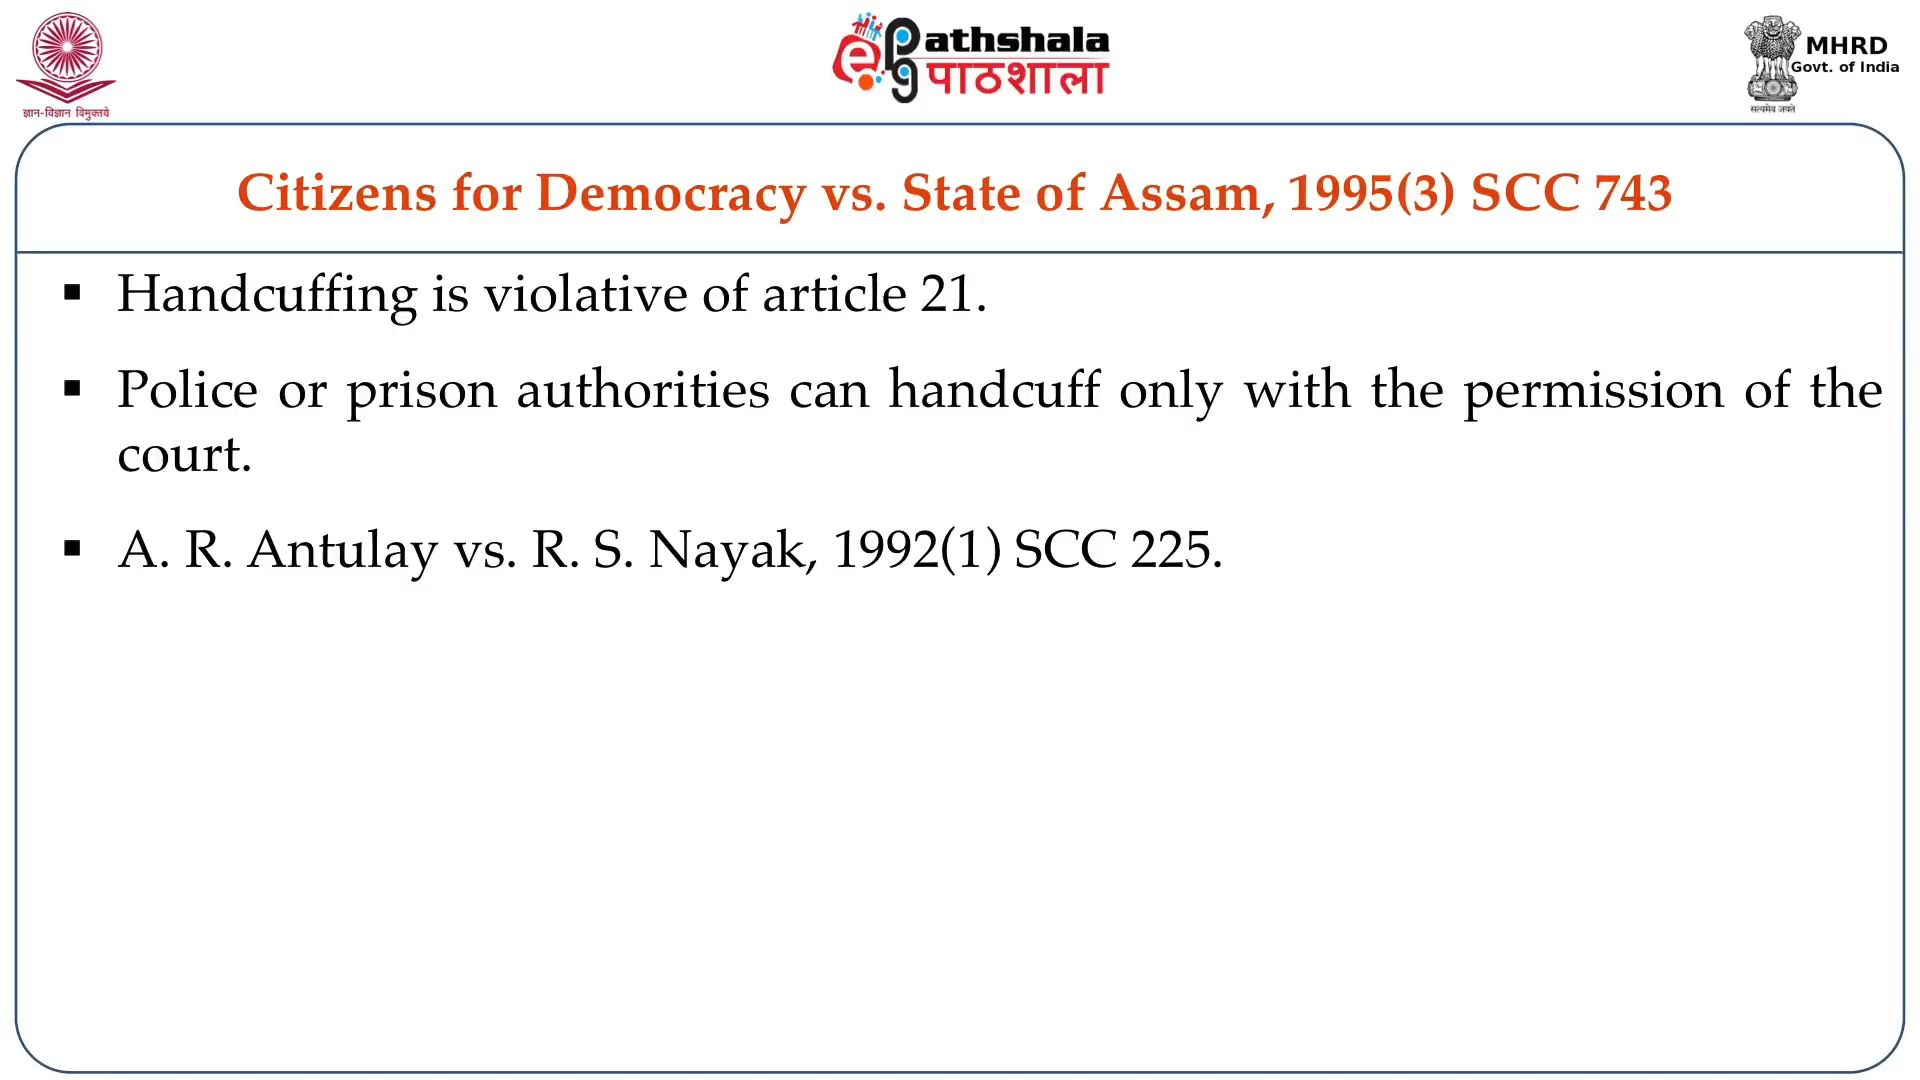 ज्ञान-विज्ञान विमुक्तये
e PG Pathshala
पाठशाला
MHRD
Govt. of India
सत्यमेव जयते
Citizens for Democracy vs. State of Assam, 1995(3) SCC 743
▪ Handcuffing is violative of article 21.
▪ Police or prison authorities can handcuff only with the permission of the
court.
▪ A. R. Antulay vs. R. S. Nayak, 1992(1) SCC 225.